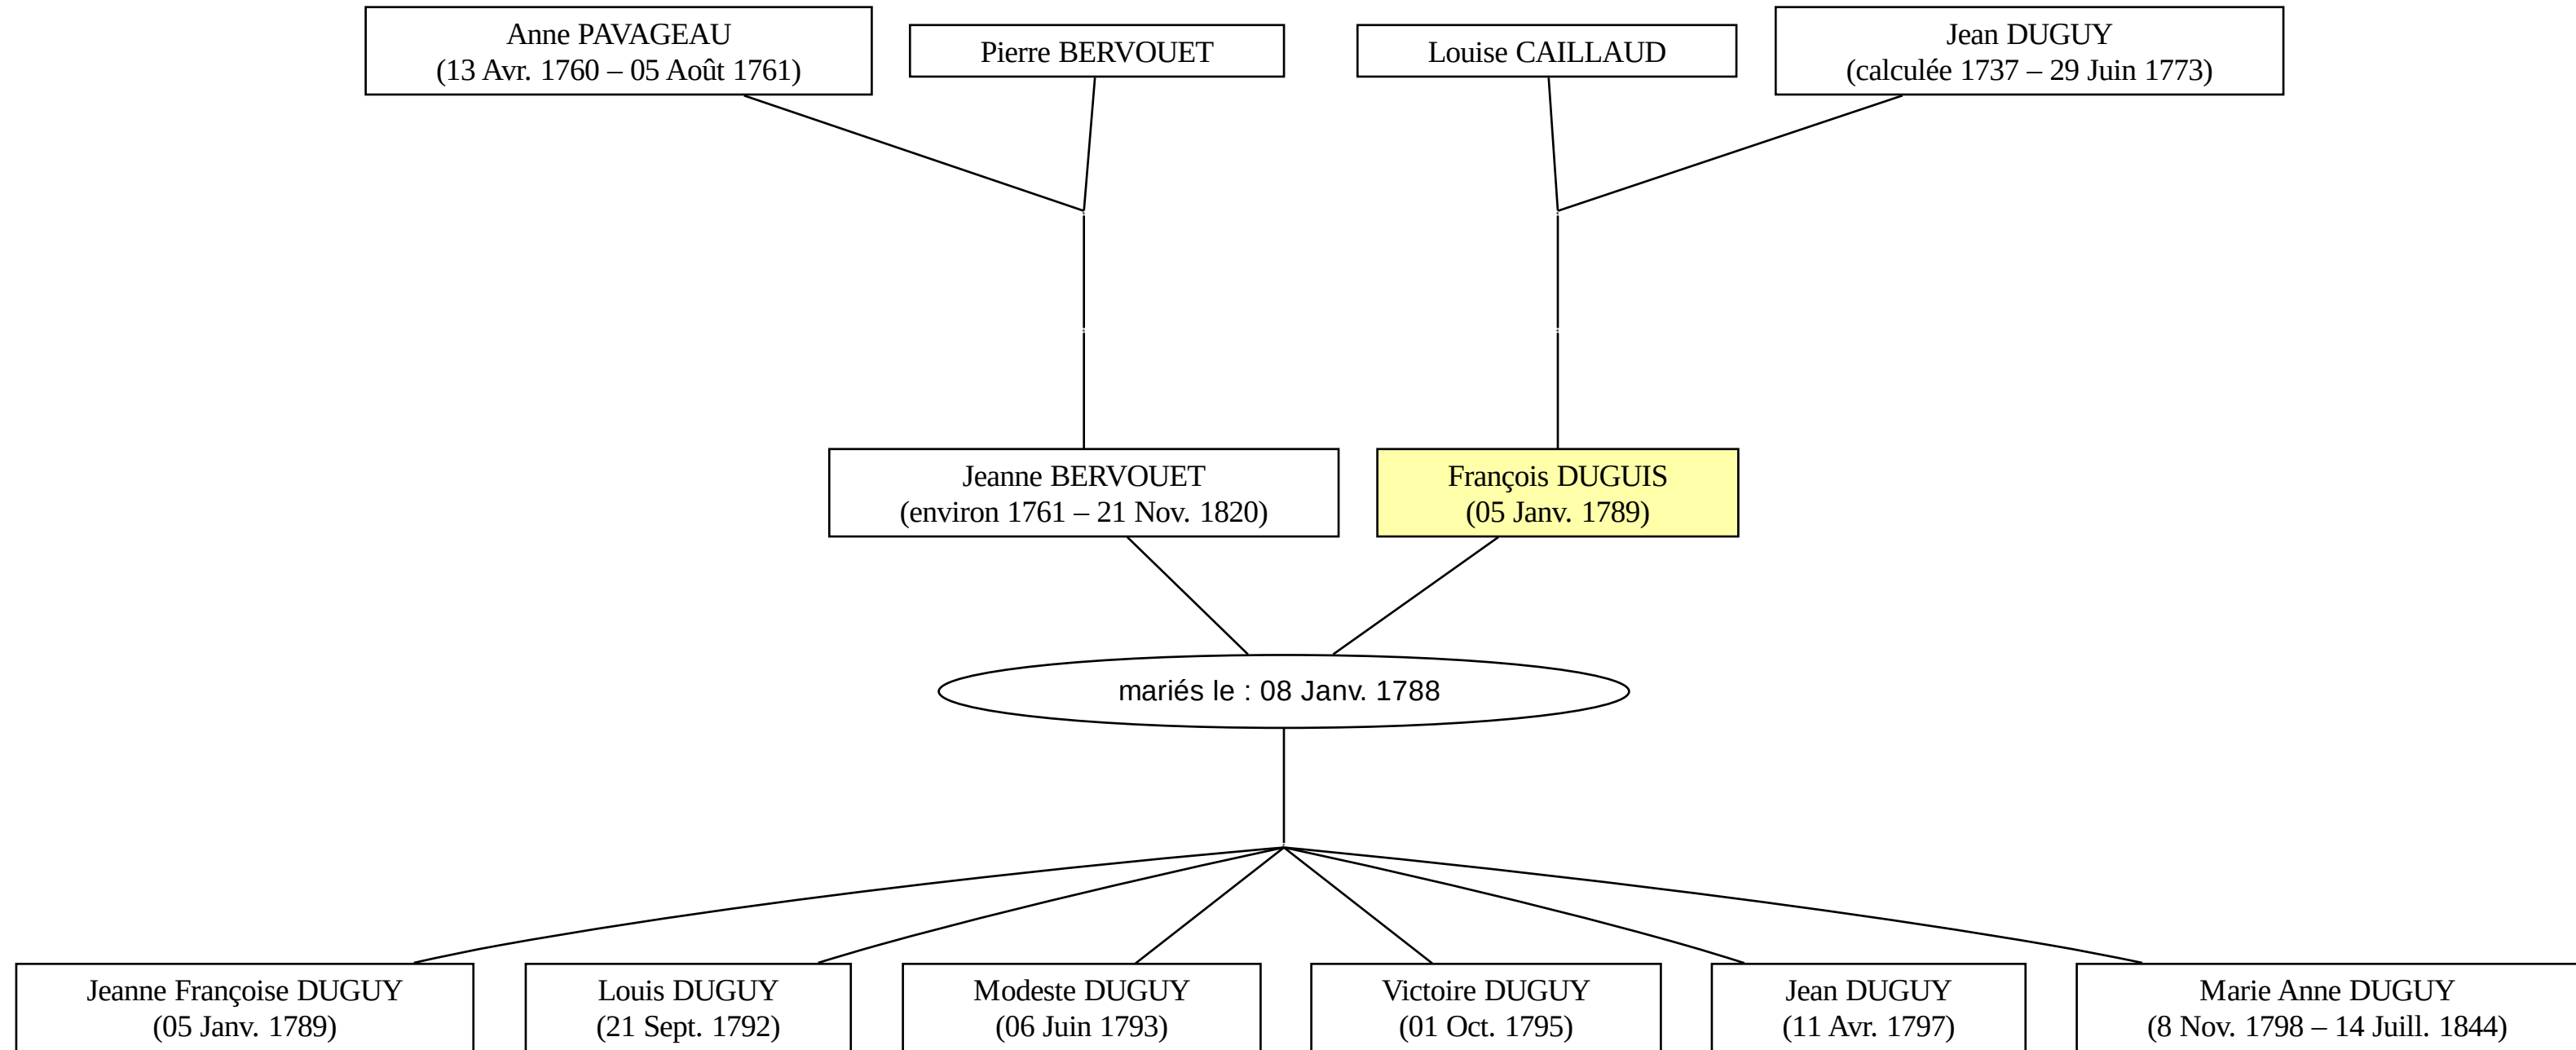 Anne PAVAGEAU
(13 Avr. 1760 – 05 Août 1761)
Pierre BERVOUET
Louise CAILLAUD
Jean DUGUY
(calculée 1737 – 29 Juin 1773)
Jeanne BERVOUET
(environ 1761 – 21 Nov. 1820)
François DUGUIS
(05 Janv. 1789)
mariés le : 08 Janv. 1788
Jeanne Françoise DUGUY
(05 Janv. 1789)
Louis DUGUY
(21 Sept. 1792)
Modeste DUGUY
(06 Juin 1793)
Victoire DUGUY
(01 Oct. 1795)
Jean DUGUY
(11 Avr. 1797)
Marie Anne DUGUY
(8 Nov. 1798 – 14 Juill. 1844)